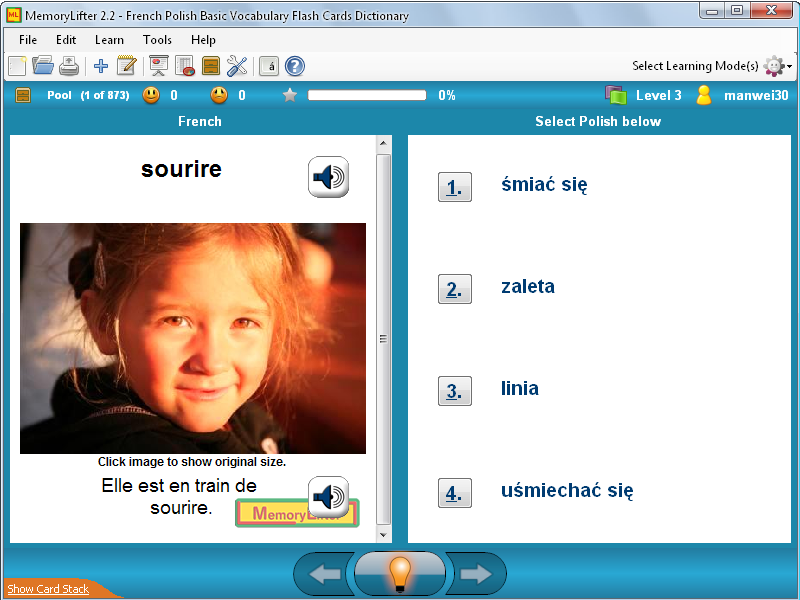 MemoryLifter 2.2 - French Polish Basic Vocabulary Flash Cards Dictionary
File Edit Learn Tools Help
Select Learning Mode(s)
Pool (1 of 873) 0 0 0% Level 3 manwei30
French
sourire
Click image to show original size.
Elle est en train de
sourire.
Select Polish below
1. śmiać się
2. zaleta
3. linia
4. uśmiechać się
Show Card Stack